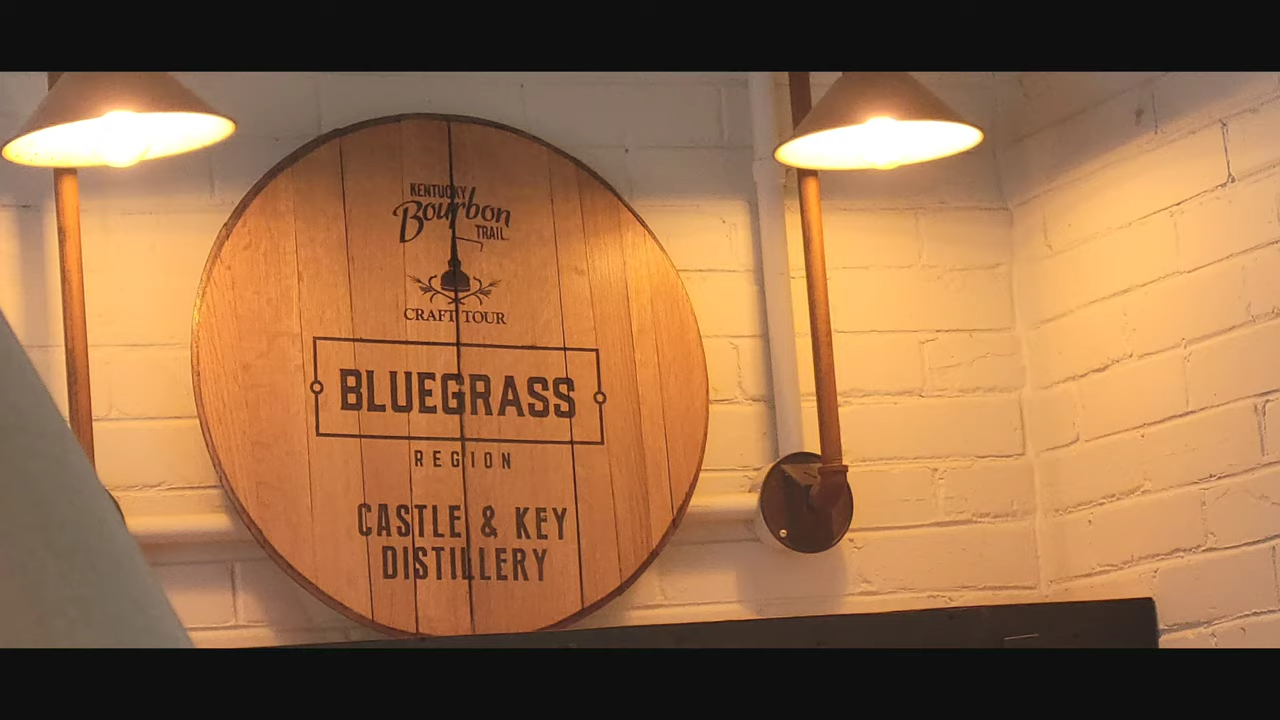 KENTUCKY
Bourbon
TRAIL
CRAFT TOUR
BLUEGRASS
REGION
CASTLE & KEY
DISTILLERY